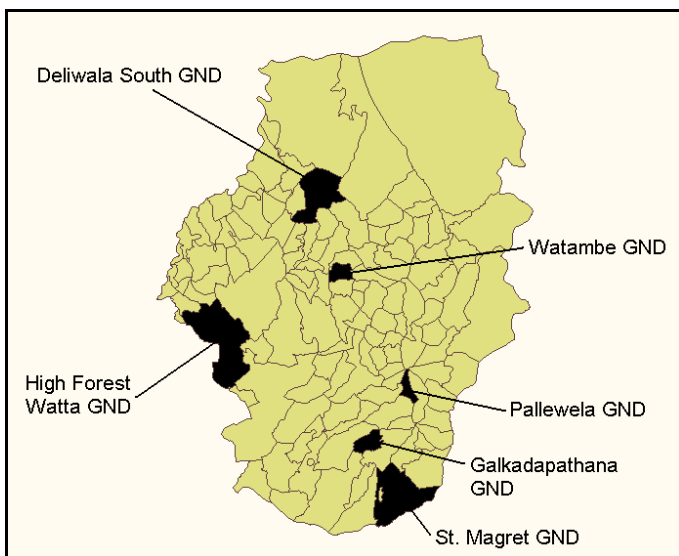 Deliwala South GND
Watambe GND
High Forest
Watta GND
Pallewela GND
Galkadapathana
GND
St. Magret GND